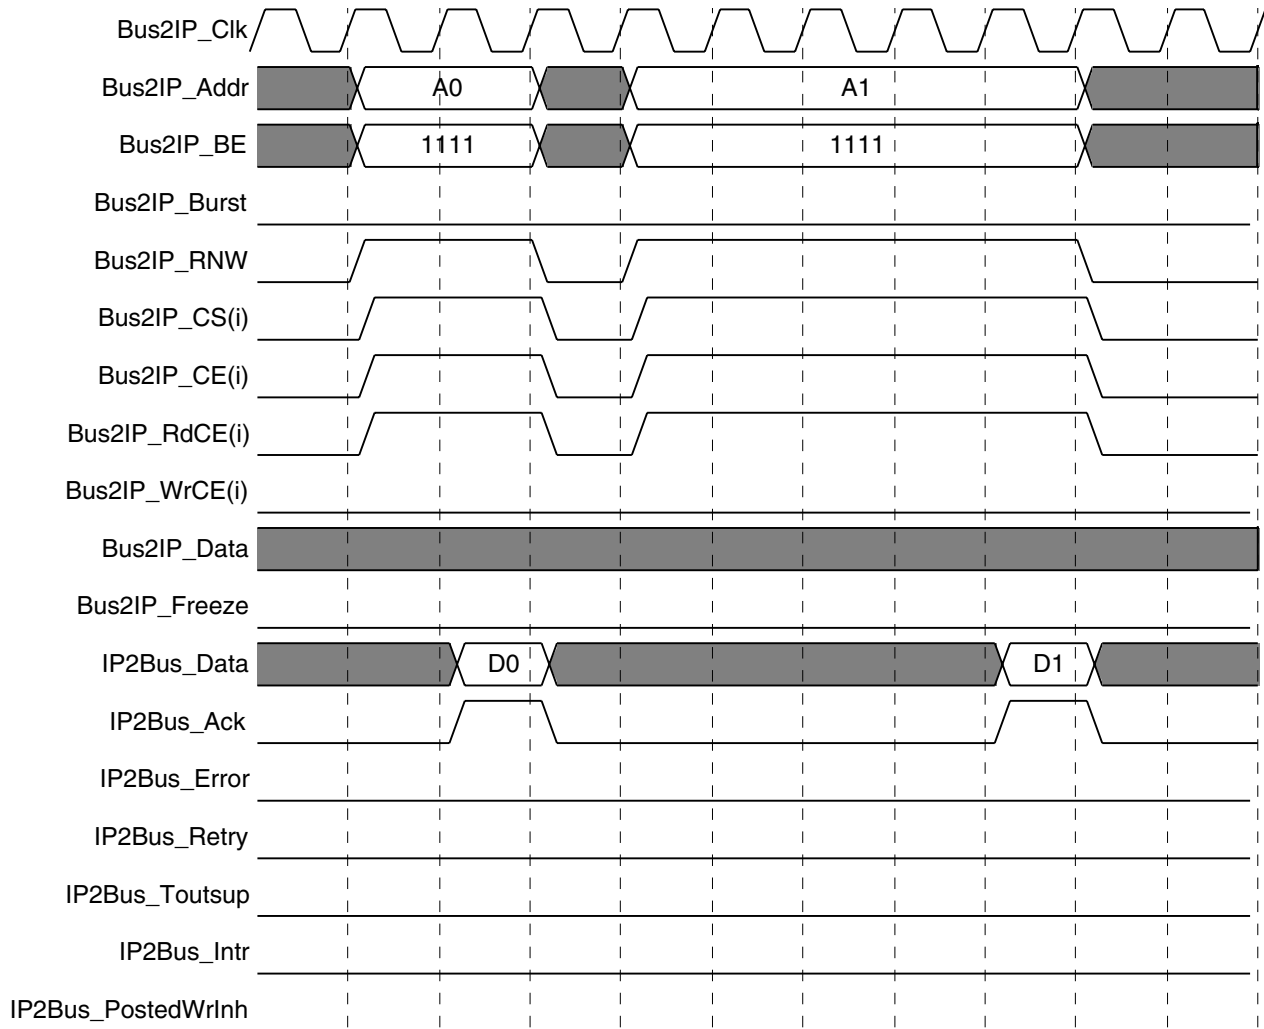 Bus2IP_Clk
Bus2IP_Addr A0 A1
Bus2IP_BE 1111 1111
Bus2IP_Burst
Bus2IP_RNW
Bus2IP_CS(i)
Bus2IP_CE(i)
Bus2IP_RdCE(i)
Bus2IP_WrCE(i)
Bus2IP_Data
Bus2IP_Freeze
IP2Bus_Data D0 D1
IP2Bus_Ack
IP2Bus_Error
IP2Bus_Retry
IP2Bus_Toutsup
IP2Bus_Intr
IP2Bus_PostedWrInh